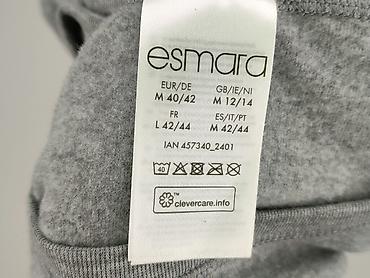 esmara
EUR/DE GB/IE/NI
M 40/42 M 12/14
FR ES/IT/PT
L 42/44 M 42/44
IAN 457340_2401
40
™
clevercare.info